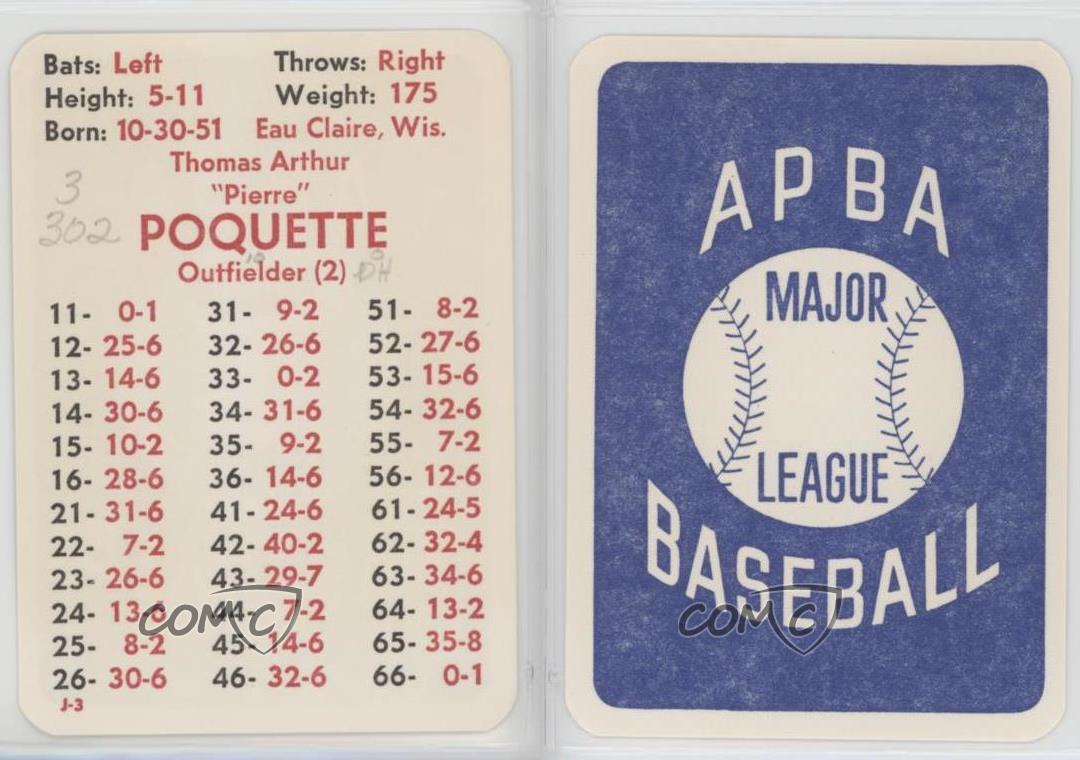 Bats: Left Throws: Right
Height: 5-11 Weight: 175
Born: 10-30-51 Eau Claire, Wis.
Thomas Arthur
3
"Pierre"
302 POQUETTE
Outfielder (2) DH
11- 0-1 31- 9-2 51- 8-2
12- 25-6 32- 26-6 52- 27-6
13- 14-6 33- 0-2 53- 15-6
14- 30-6 34- 31-6 54- 32-6
15- 10-2 35- 9-2 55- 7-2
16- 28-6 36- 14-6 56- 12-6
21- 31-6 41- 24-6 61- 24-5
22- 7-2 42- 40-2 62- 32-4
23- 26-6 43- 29-7 63- 34-6
24- 13-6 44- 7-2 64- 13-2
25- 8-2 45- 14-6 65- 35-8
26- 30-6 46- 32-6 66- 0-1
J-3
COMC
APBA
MAJOR
LEAGUE
BASEBALL
COMC